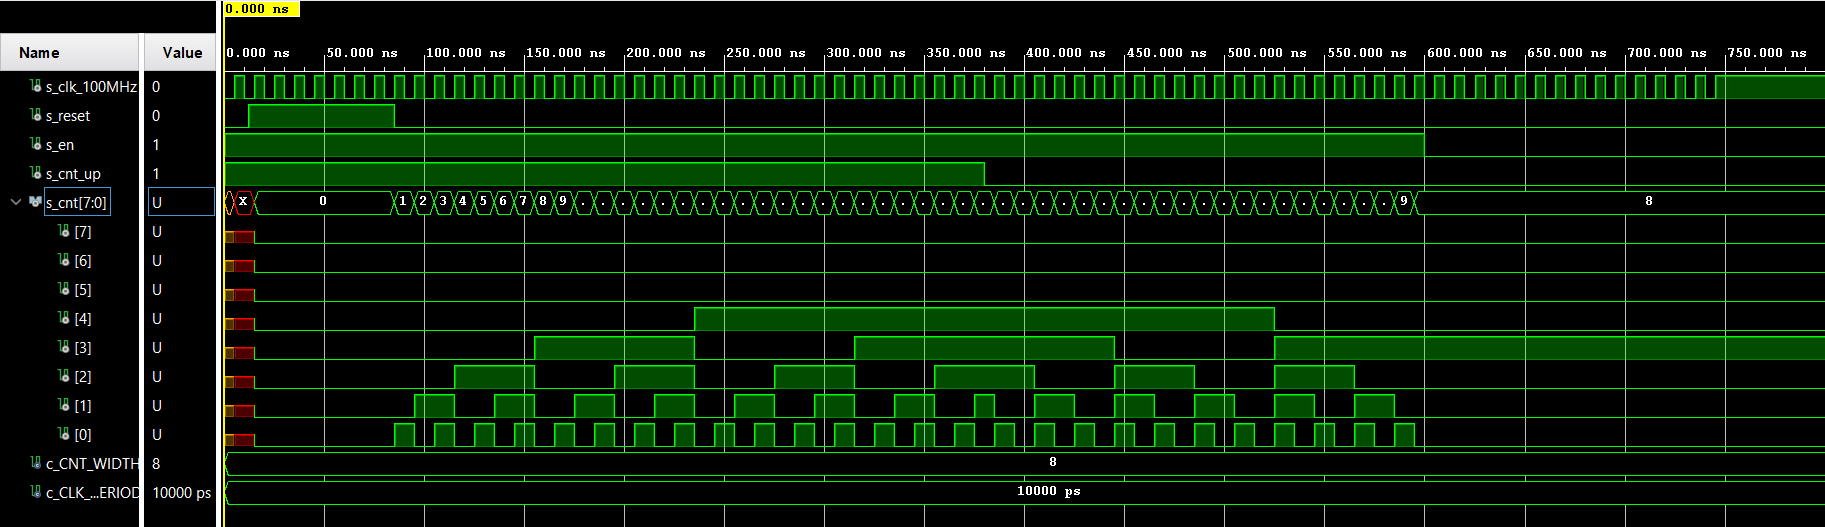 0.000 ns
Name Value
0.000 ns 50.000 ns 100.000 ns 150.000 ns 200.000 ns 250.000 ns 300.000 ns 350.000 ns 400.000 ns 450.000 ns 500.000 ns 550.000 ns 600.000 ns 650.000 ns 700.000 ns 750.000 ns
s_clk_100MHz 0
s_reset 0
s_en 1
s_cnt_up 1
s_cnt[7:0] U X 0 1 2 3 4 5 6 7 8 9 . . . . . . . . . . . . . . . . . . . . . . . . . . . . . . . . . 9 8
[7] U
[6] U
[5] U
[4] U
[3] U
[2] U
[1] U
[0] U
c_CNT_WIDTH 8 8
c_CLK_...ERIOD 10000 ps 10000 ps